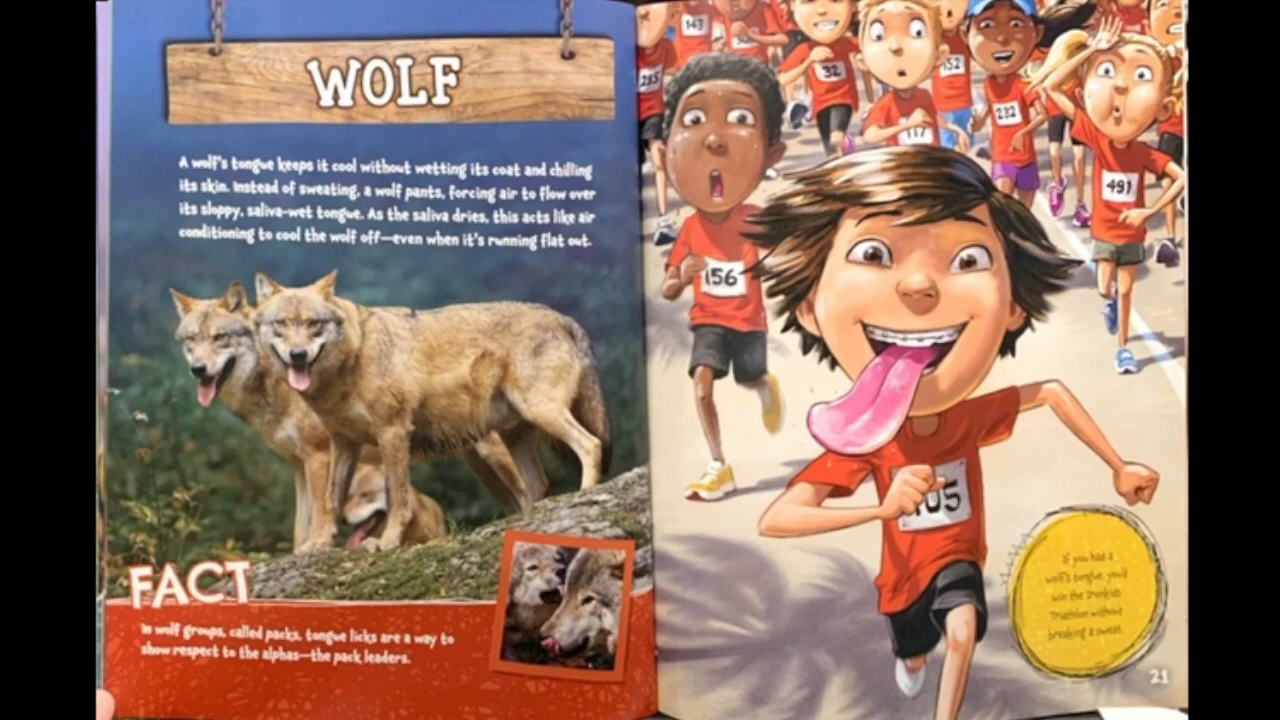 WOLF
A wolf's tongue keeps it cool without wetting its coat and chilling
its skin. Instead of sweating, a wolf pants, forcing air to flow over
its sloppy, saliva-wet tongue. As the saliva dries, this acts like air
conditioning to cool the wolf off—even when it's running flat out.
FACT
In wolf groups, called packs, tongue licks are a way to
show respect to the alphas—the pack leaders.
143
285
32
152
117
232
491
156
105
If you had a
wolf's tongue, you'd
win the Ironkids
Triathlon without
breaking a sweat.
21